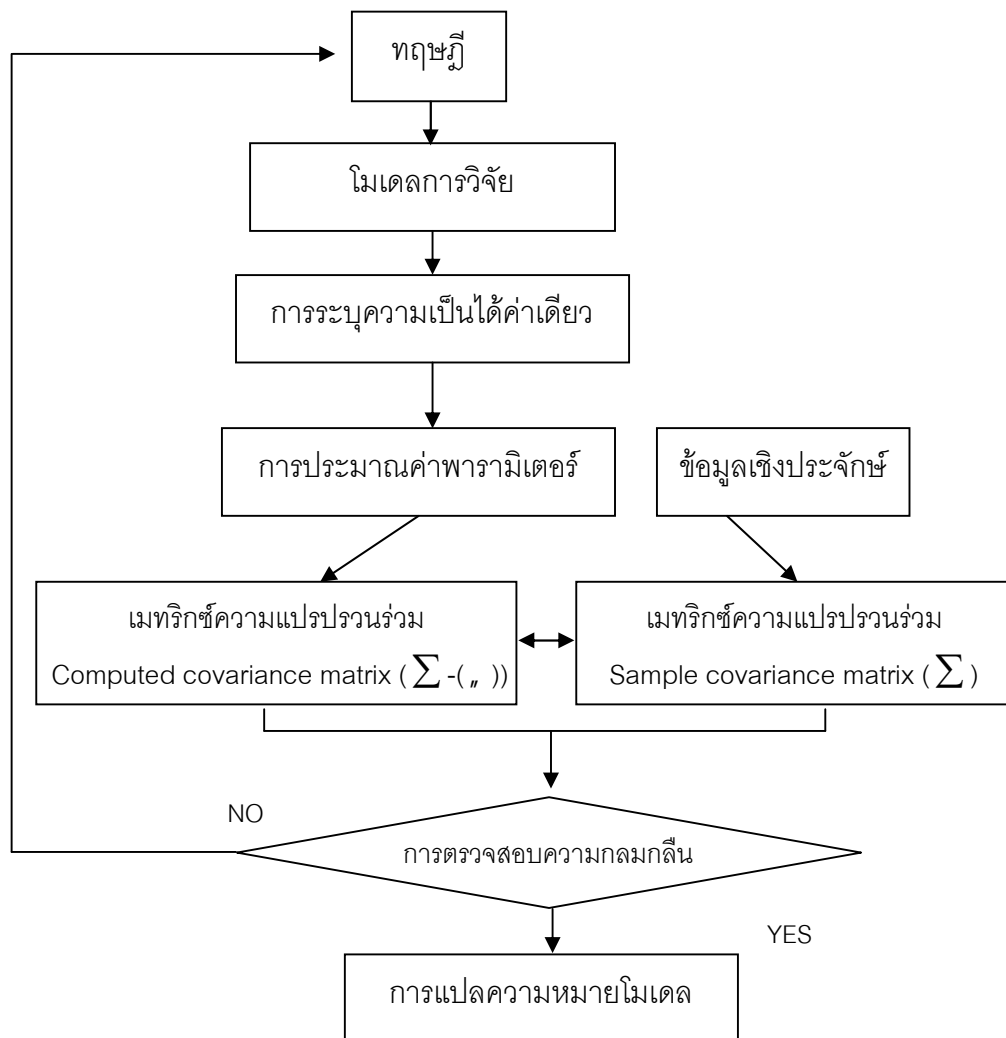 ทฤษฎี
โมเดลการวิจัย
การระบุความเป็นได้ค่าเดียว
การประมาณค่าพารามิเตอร์
ข้อมูลเชิงประจักษ์
เมทริกซ์ความแปรปรวนร่วม
Computed covariance matrix (∑ -(„ ))
เมทริกซ์ความแปรปรวนร่วม
Sample covariance matrix (∑ )
NO
การตรวจสอบความกลมกลืน
YES
การแปลความหมายโมเดล